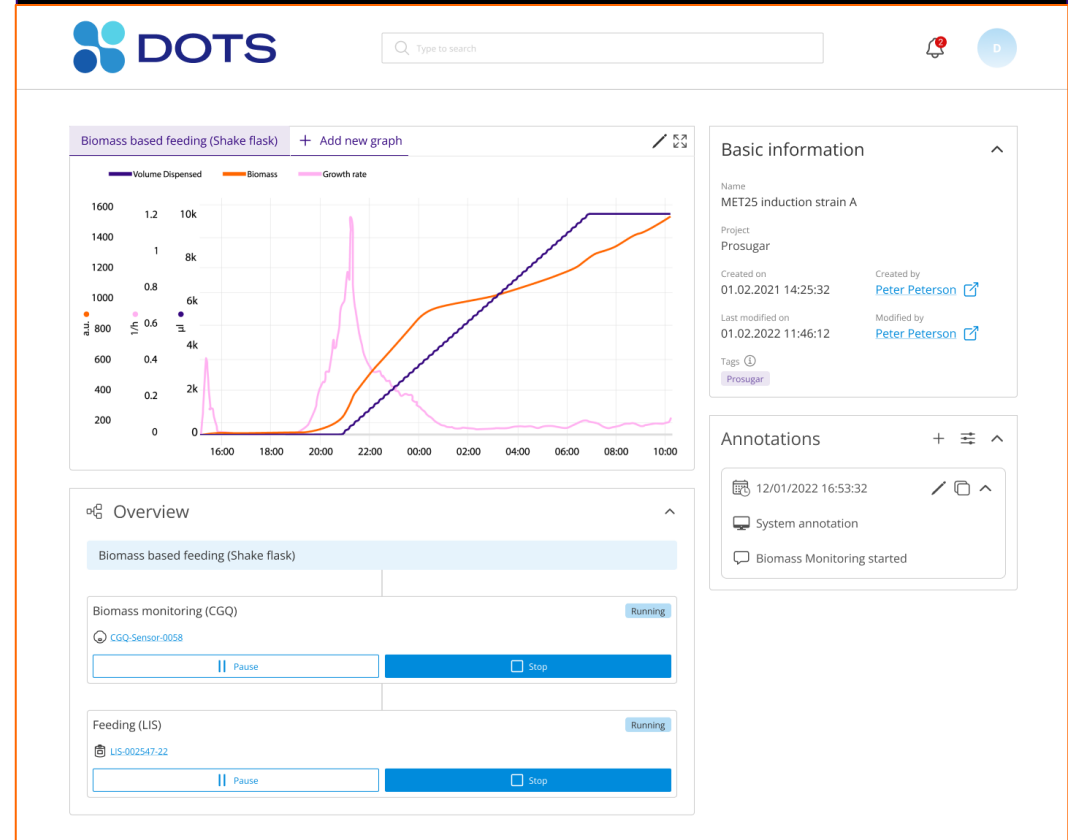 DOTS
Type to search
2
D
Biomass based feeding (Shake flask)
+ Add new graph
Volume Dispensed
Biomass
Growth rate
1600
1400
1200
1000
800
600
400
200
a.u.
1.2
1
0.8
0.6
0.4
0.2
0
1/h
10k
8k
6k
4k
2k
0
µl
16:00 18:00 20:00 22:00 00:00 02:00 04:00 06:00 08:00 10:00
Overview
Biomass based feeding (Shake flask)
Biomass monitoring (CGQ)
Running
CGQ-Sensor-0058
Pause
Stop
Feeding (LIS)
Running
LIS-002547-22
Pause
Stop
Basic information
Name
MET25 induction strain A
Project
Prosugar
Created on
01.02.2021 14:25:32
Created by
Peter Peterson
Last modified on
01.02.2022 11:46:12
Modified by
Peter Peterson
Tags
Prosugar
Annotations
12/01/2022 16:53:32
System annotation
Biomass Monitoring started